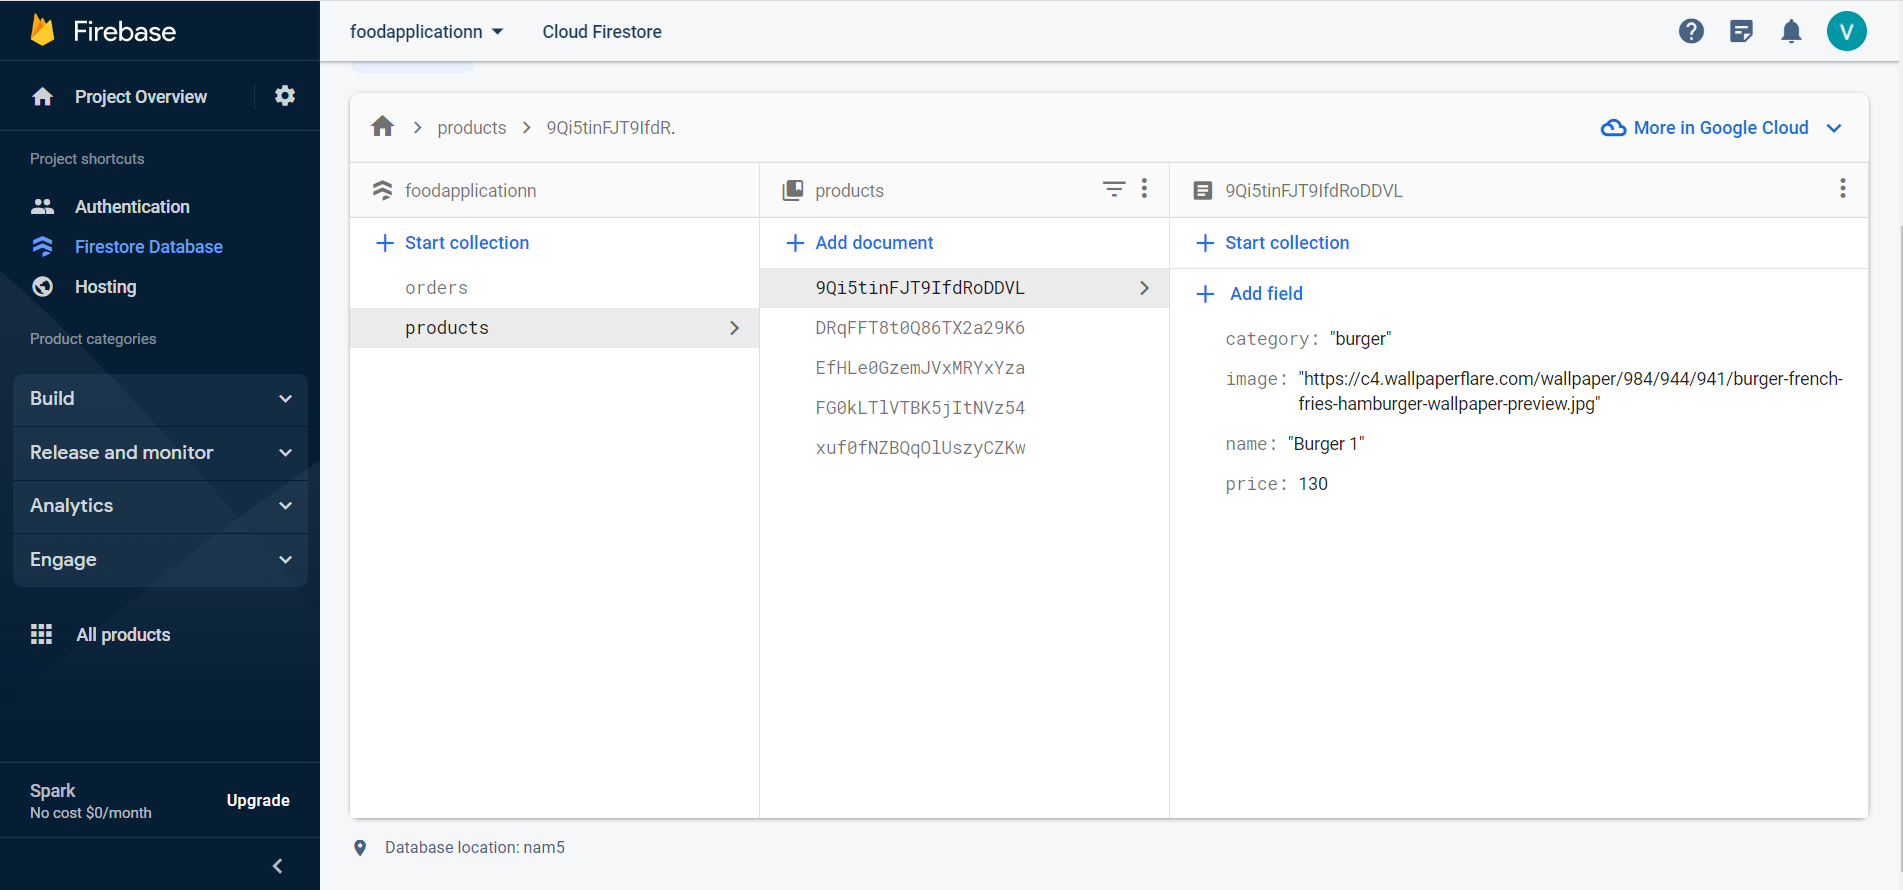 Firebase
foodapplicationn
Cloud Firestore
V
Project Overview
Project shortcuts
Authentication
Firestore Database
Hosting
Product categories
Build
Release and monitor
Analytics
Engage
All products
Spark
No cost $0/month
Upgrade
products
9Qi5tinFJT9IfdR.
More in Google Cloud
foodapplicationn
Start collection
orders
products
products
Add document
9Qi5tinFJT9IfdRoDDVL
DRqFFT8t0Q86TX2a29K6
EfHLe0GzemJVxMRYxYza
FG0kLTlVTBK5jItNVz54
xuf0fNZBQqOlUszyCZKw
9Qi5tinFJT9IfdRoDDVL
Start collection
Add field
category: "burger"
image: "https://c4.wallpaperflare.com/wallpaper/984/944/941/burger-french-
fries-hamburger-wallpaper-preview.jpg"
name: "Burger 1"
price: 130
Database location: nam5